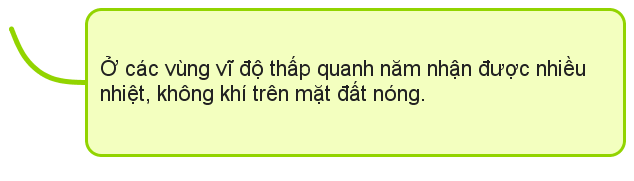 Ở các vùng vĩ độ thấp quanh năm nhận được nhiều
nhiệt, không khí trên mặt đất nóng.